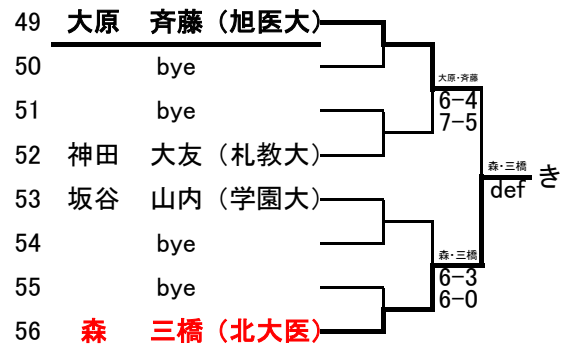 49 大原 斉藤（旭医大）
50 bye
大原・斉藤
6-4
7-5
51 bye
52 神田 大友（札教大）
森・三橋
def
き
53 坂谷 山内（学園大）
54 bye
森・三橋
6-3
6-0
55 bye
56 森 三橋（北大医）